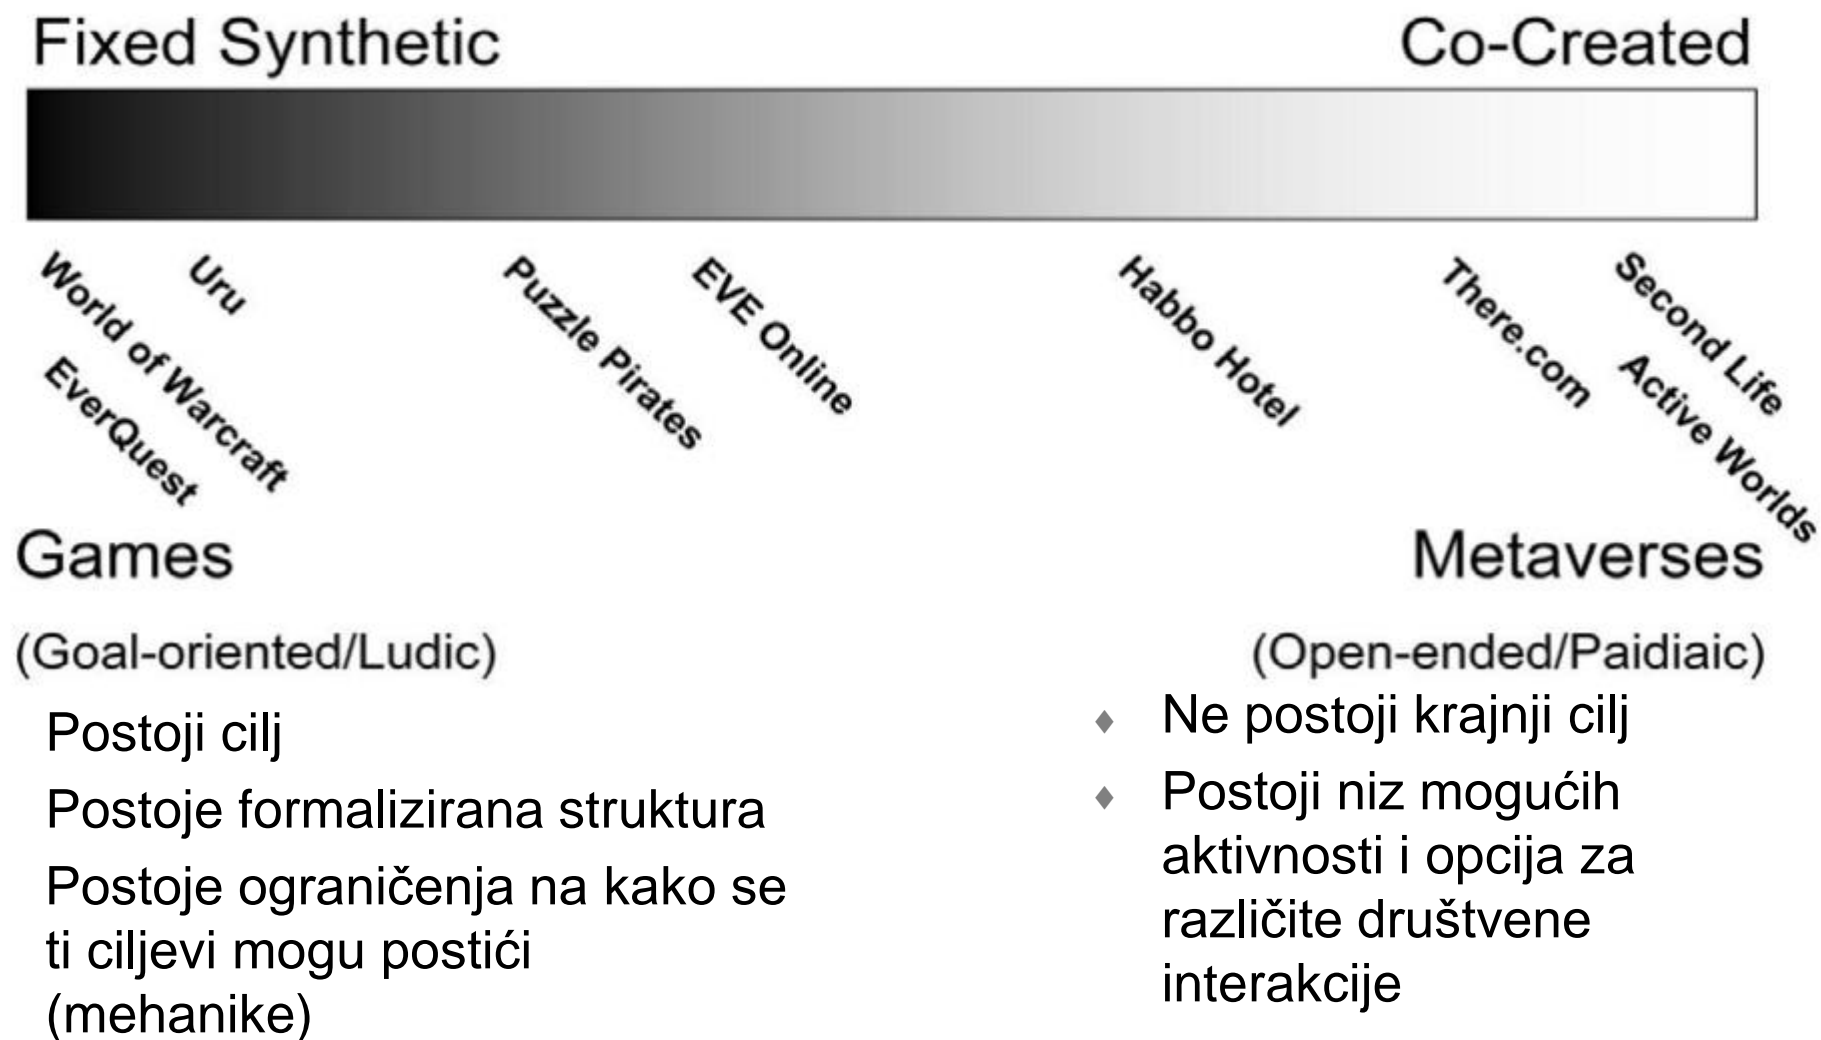 Fixed Synthetic
Co-Created
World of Warcraft
EverQuest
Uru
Puzzle Pirates
EVE Online
Habbo Hotel
There.com
Second Life
Active Worlds
Games
(Goal-oriented/Ludic)
Postoji cilj
Postoje formalizirana struktura
Postoje ograničenja na kako se
ti ciljevi mogu postići
(mehanike)
Metaverses
(Open-ended/Paidiaic)
Ne postoji krajnji cilj
Postoji niz mogućih
aktivnosti i opcija za
različite društvene
interakcije